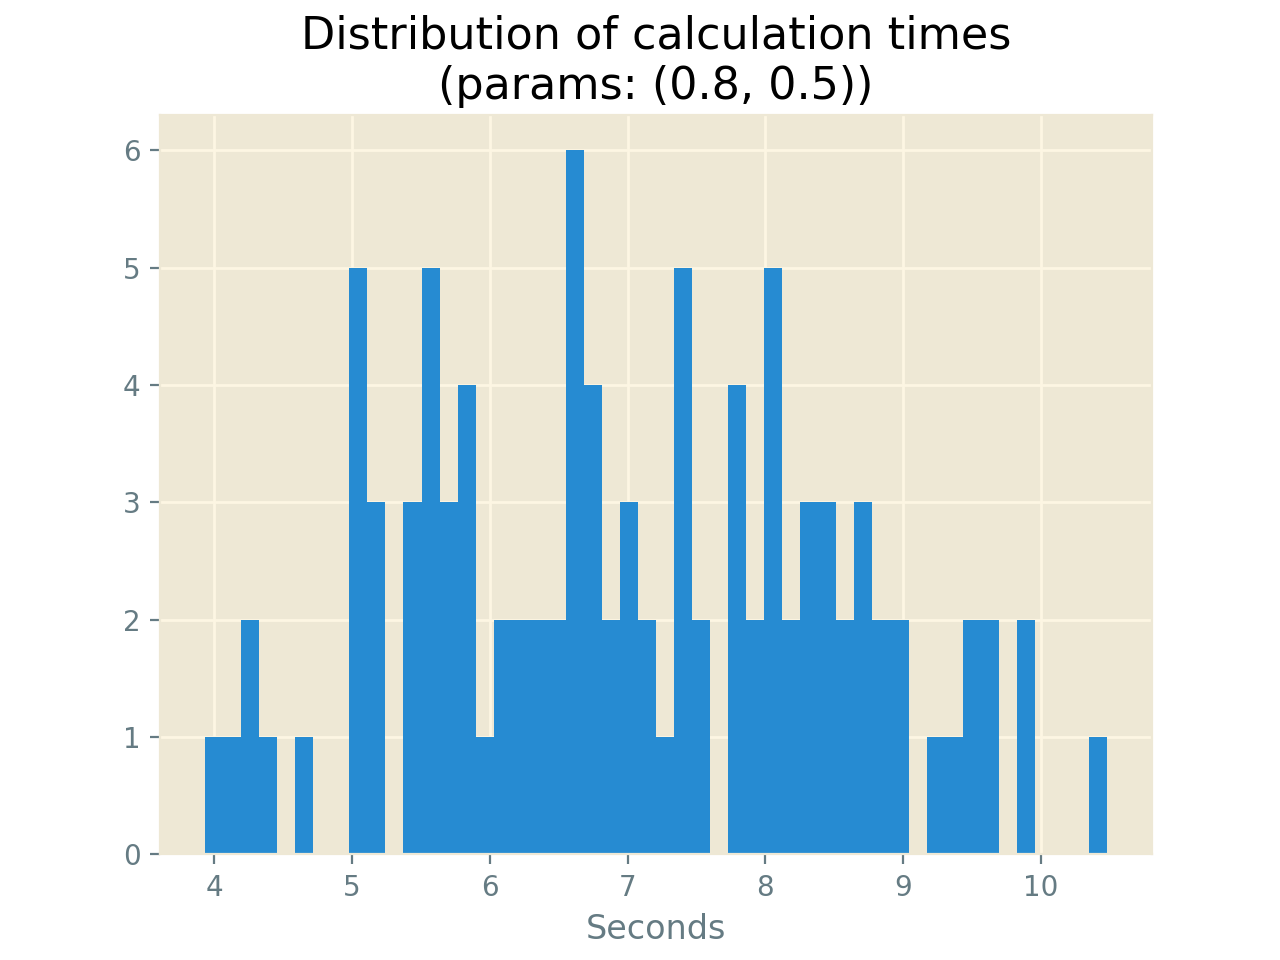 Distribution of calculation times
(params: (0.8, 0.5))
6
5
4
3
2
1
0
4 5 6 7 8 9 10
Seconds